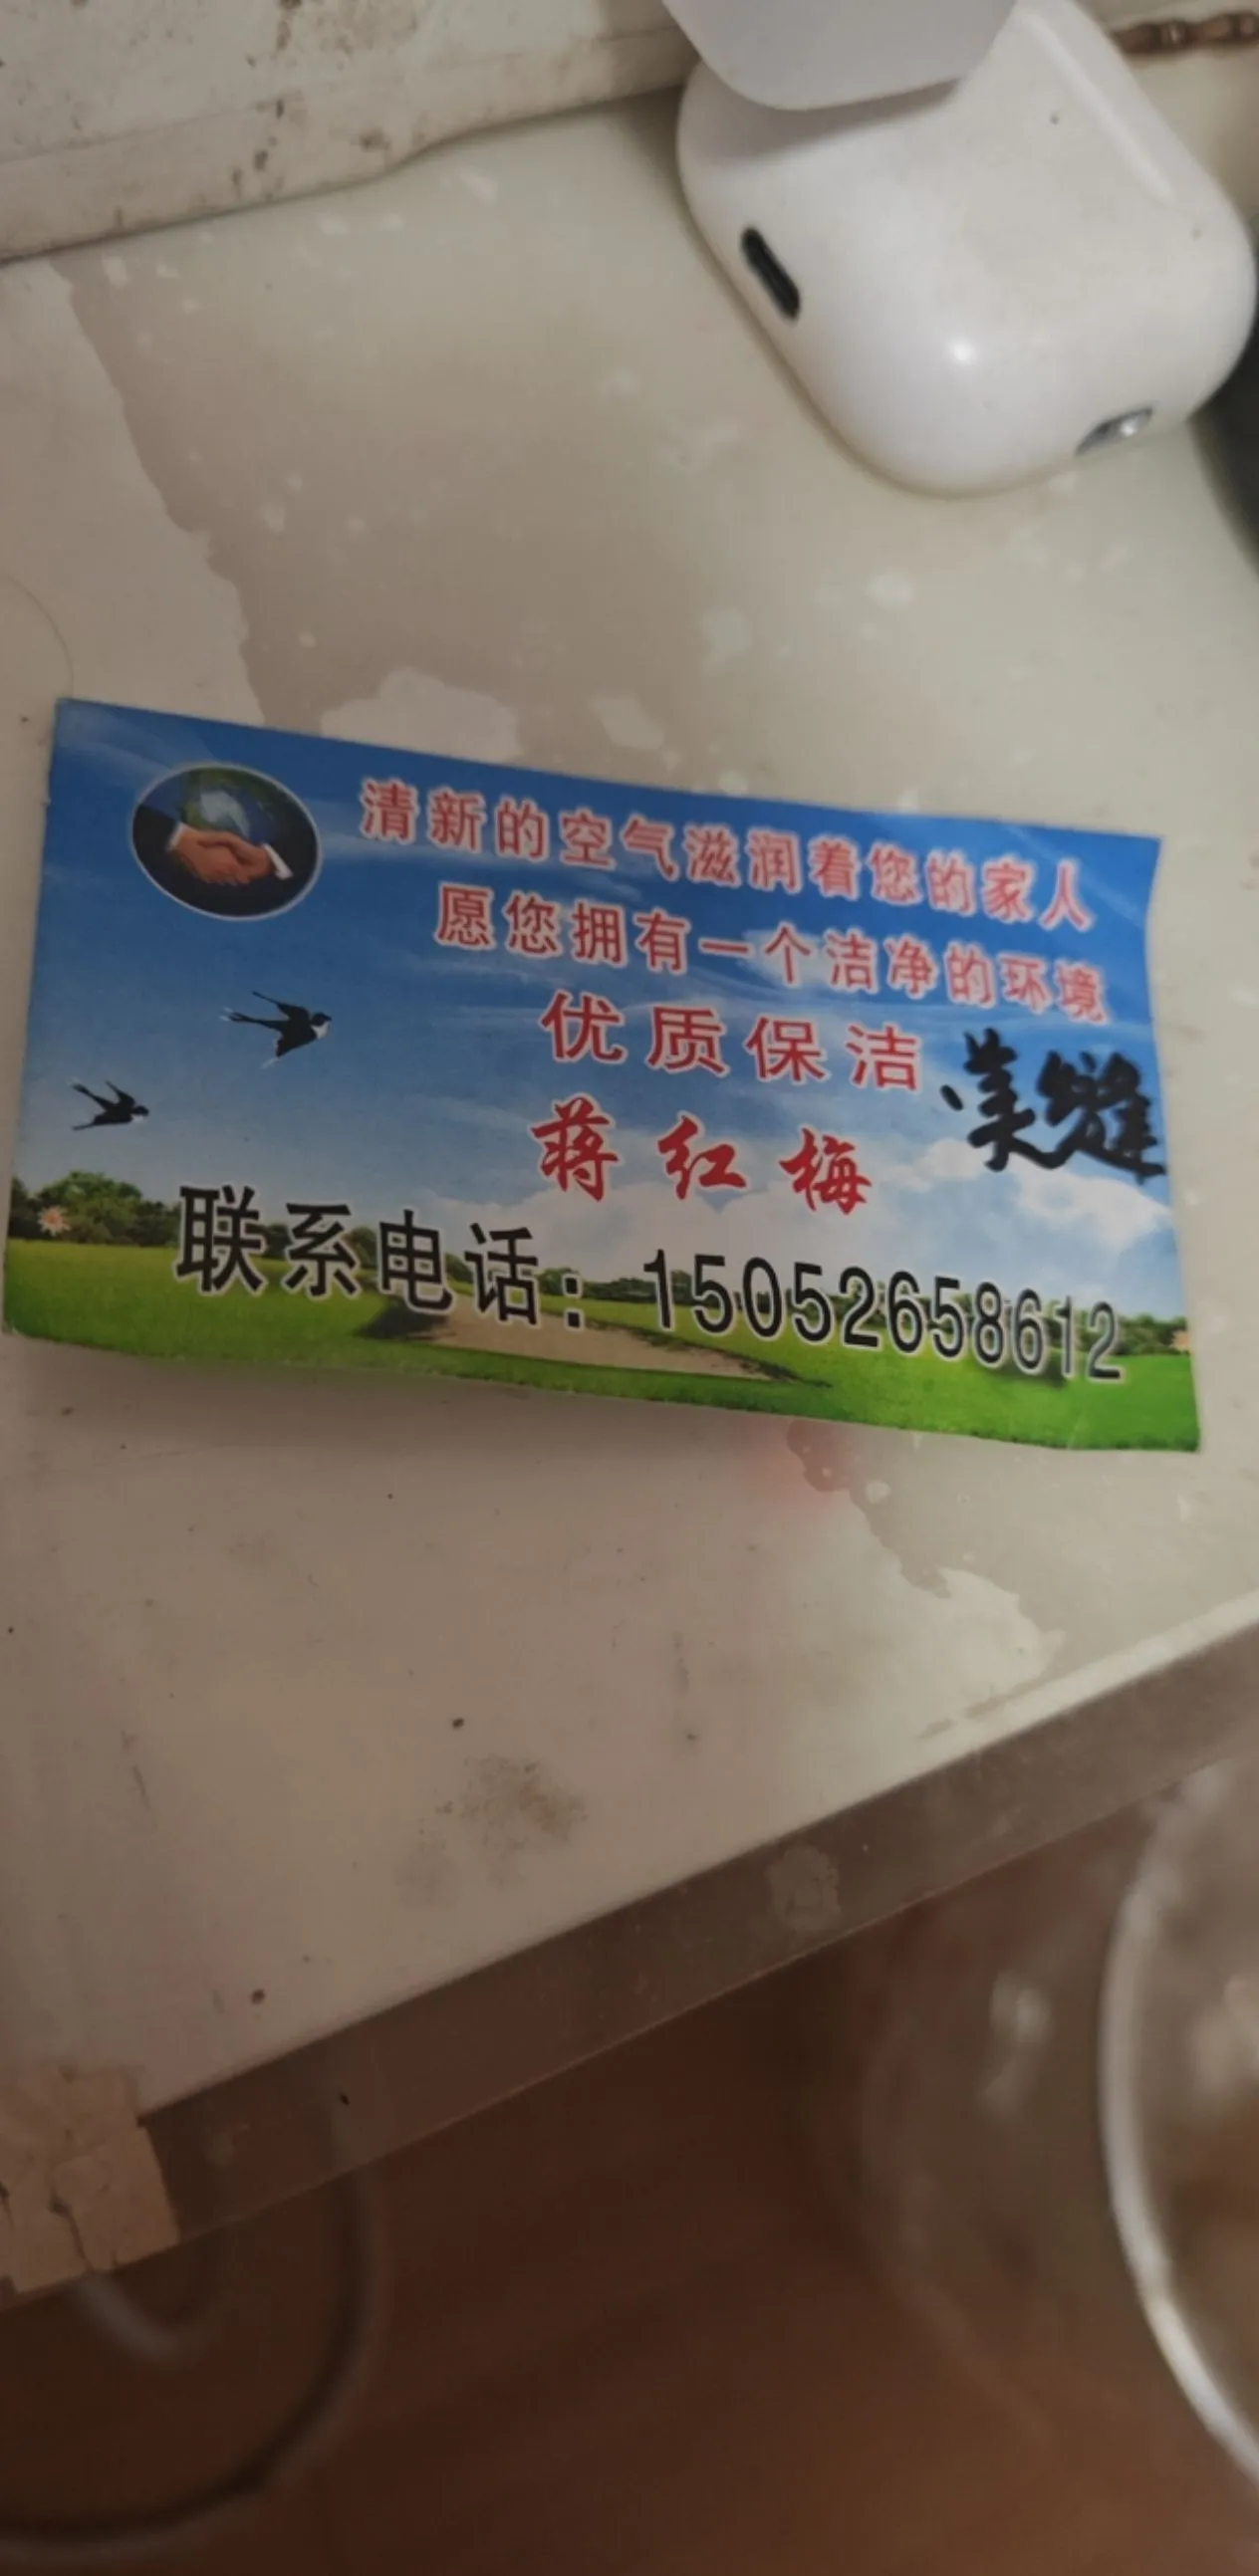 清新的空气滋润着您的家人
愿您拥有一个洁净的环境
优质保洁
美缝
蒋红梅
联系电话：15052658612